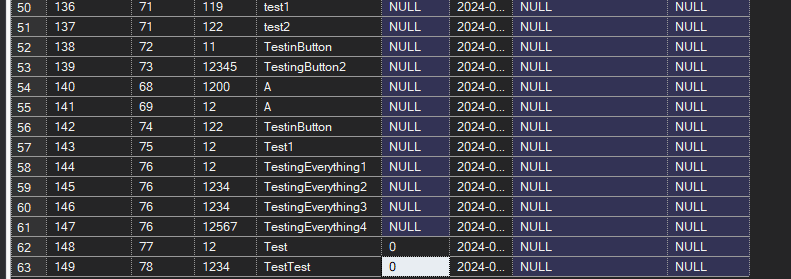 50 136 71 119 test1 NULL 2024-0... NULL NULL
51 137 71 122 test2 NULL 2024-0... NULL NULL
52 138 72 11 TestinButton NULL 2024-0... NULL NULL
53 139 73 12345 TestingButton2 NULL 2024-0... NULL NULL
54 140 68 1200 A NULL 2024-0... NULL NULL
55 141 69 12 A NULL 2024-0... NULL NULL
56 142 74 122 TestinButton NULL 2024-0... NULL NULL
57 143 75 12 Test1 NULL 2024-0... NULL NULL
58 144 76 12 TestingEverything1 NULL 2024-0... NULL NULL
59 145 76 1234 TestingEverything2 NULL 2024-0... NULL NULL
60 146 76 1234 TestingEverything3 NULL 2024-0... NULL NULL
61 147 76 12567 TestingEverything4 NULL 2024-0... NULL NULL
62 148 77 12 Test 0 2024-0... NULL NULL
63 149 78 1234 TestTest 0 2024-0... NULL NULL